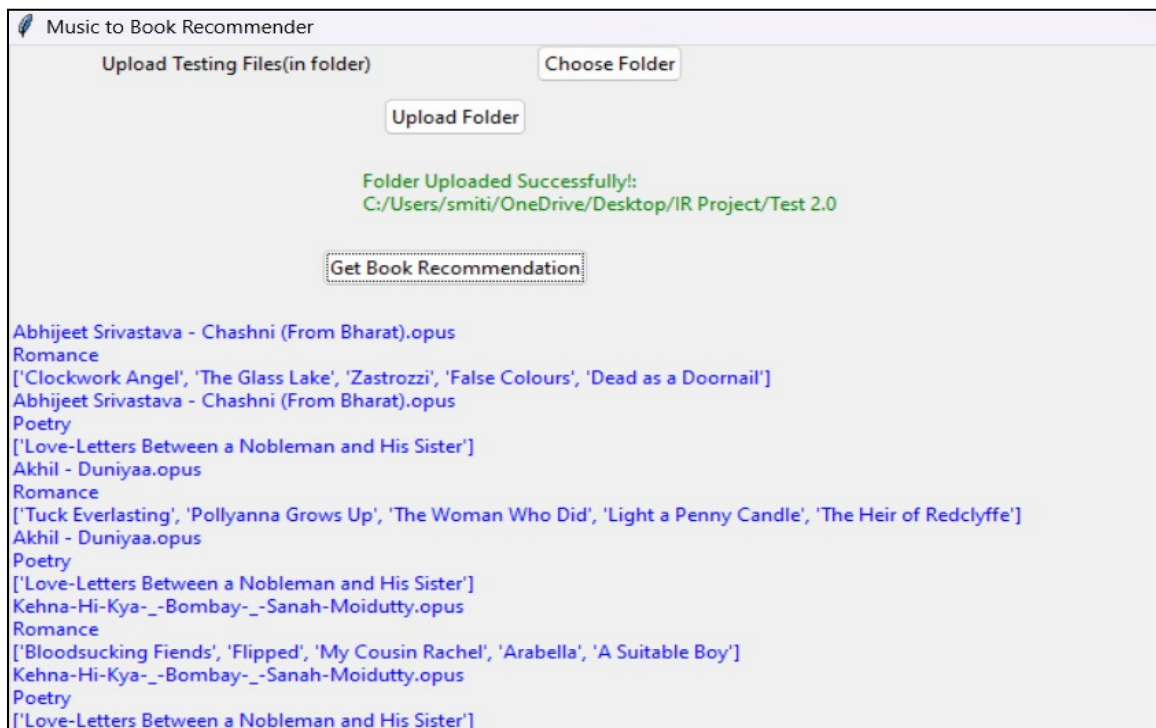 Music to Book Recommender
Upload Testing Files(in folder)
Choose Folder
Upload Folder
Folder Uploaded Successfully!:
C:/Users/smiti/OneDrive/Desktop/IR Project/Test 2.0
Get Book Recommendation
Abhijeet Srivastava - Chashni (From Bharat).opus
Romance
['Clockwork Angel', 'The Glass Lake', 'Zastrozzi', 'False Colours', 'Dead as a Doornail']
Abhijeet Srivastava - Chashni (From Bharat).opus
Poetry
['Love-Letters Between a Nobleman and His Sister']
Akhil - Duniyaa.opus
Romance
['Tuck Everlasting', 'Pollyanna Grows Up', 'The Woman Who Did', 'Light a Penny Candle', 'The Heir of Redclyffe']
Akhil - Duniyaa.opus
Poetry
['Love-Letters Between a Nobleman and His Sister']
Kehna-Hi-Kya-_-Bombay-_-Sanah-Moidutty.opus
Romance
['Bloodsucking Fiends', 'Flipped', 'My Cousin Rachel', 'Arabella', 'A Suitable Boy']
Kehna-Hi-Kya-_-Bombay-_-Sanah-Moidutty.opus
Poetry
['Love-Letters Between a Nobleman and His Sister']